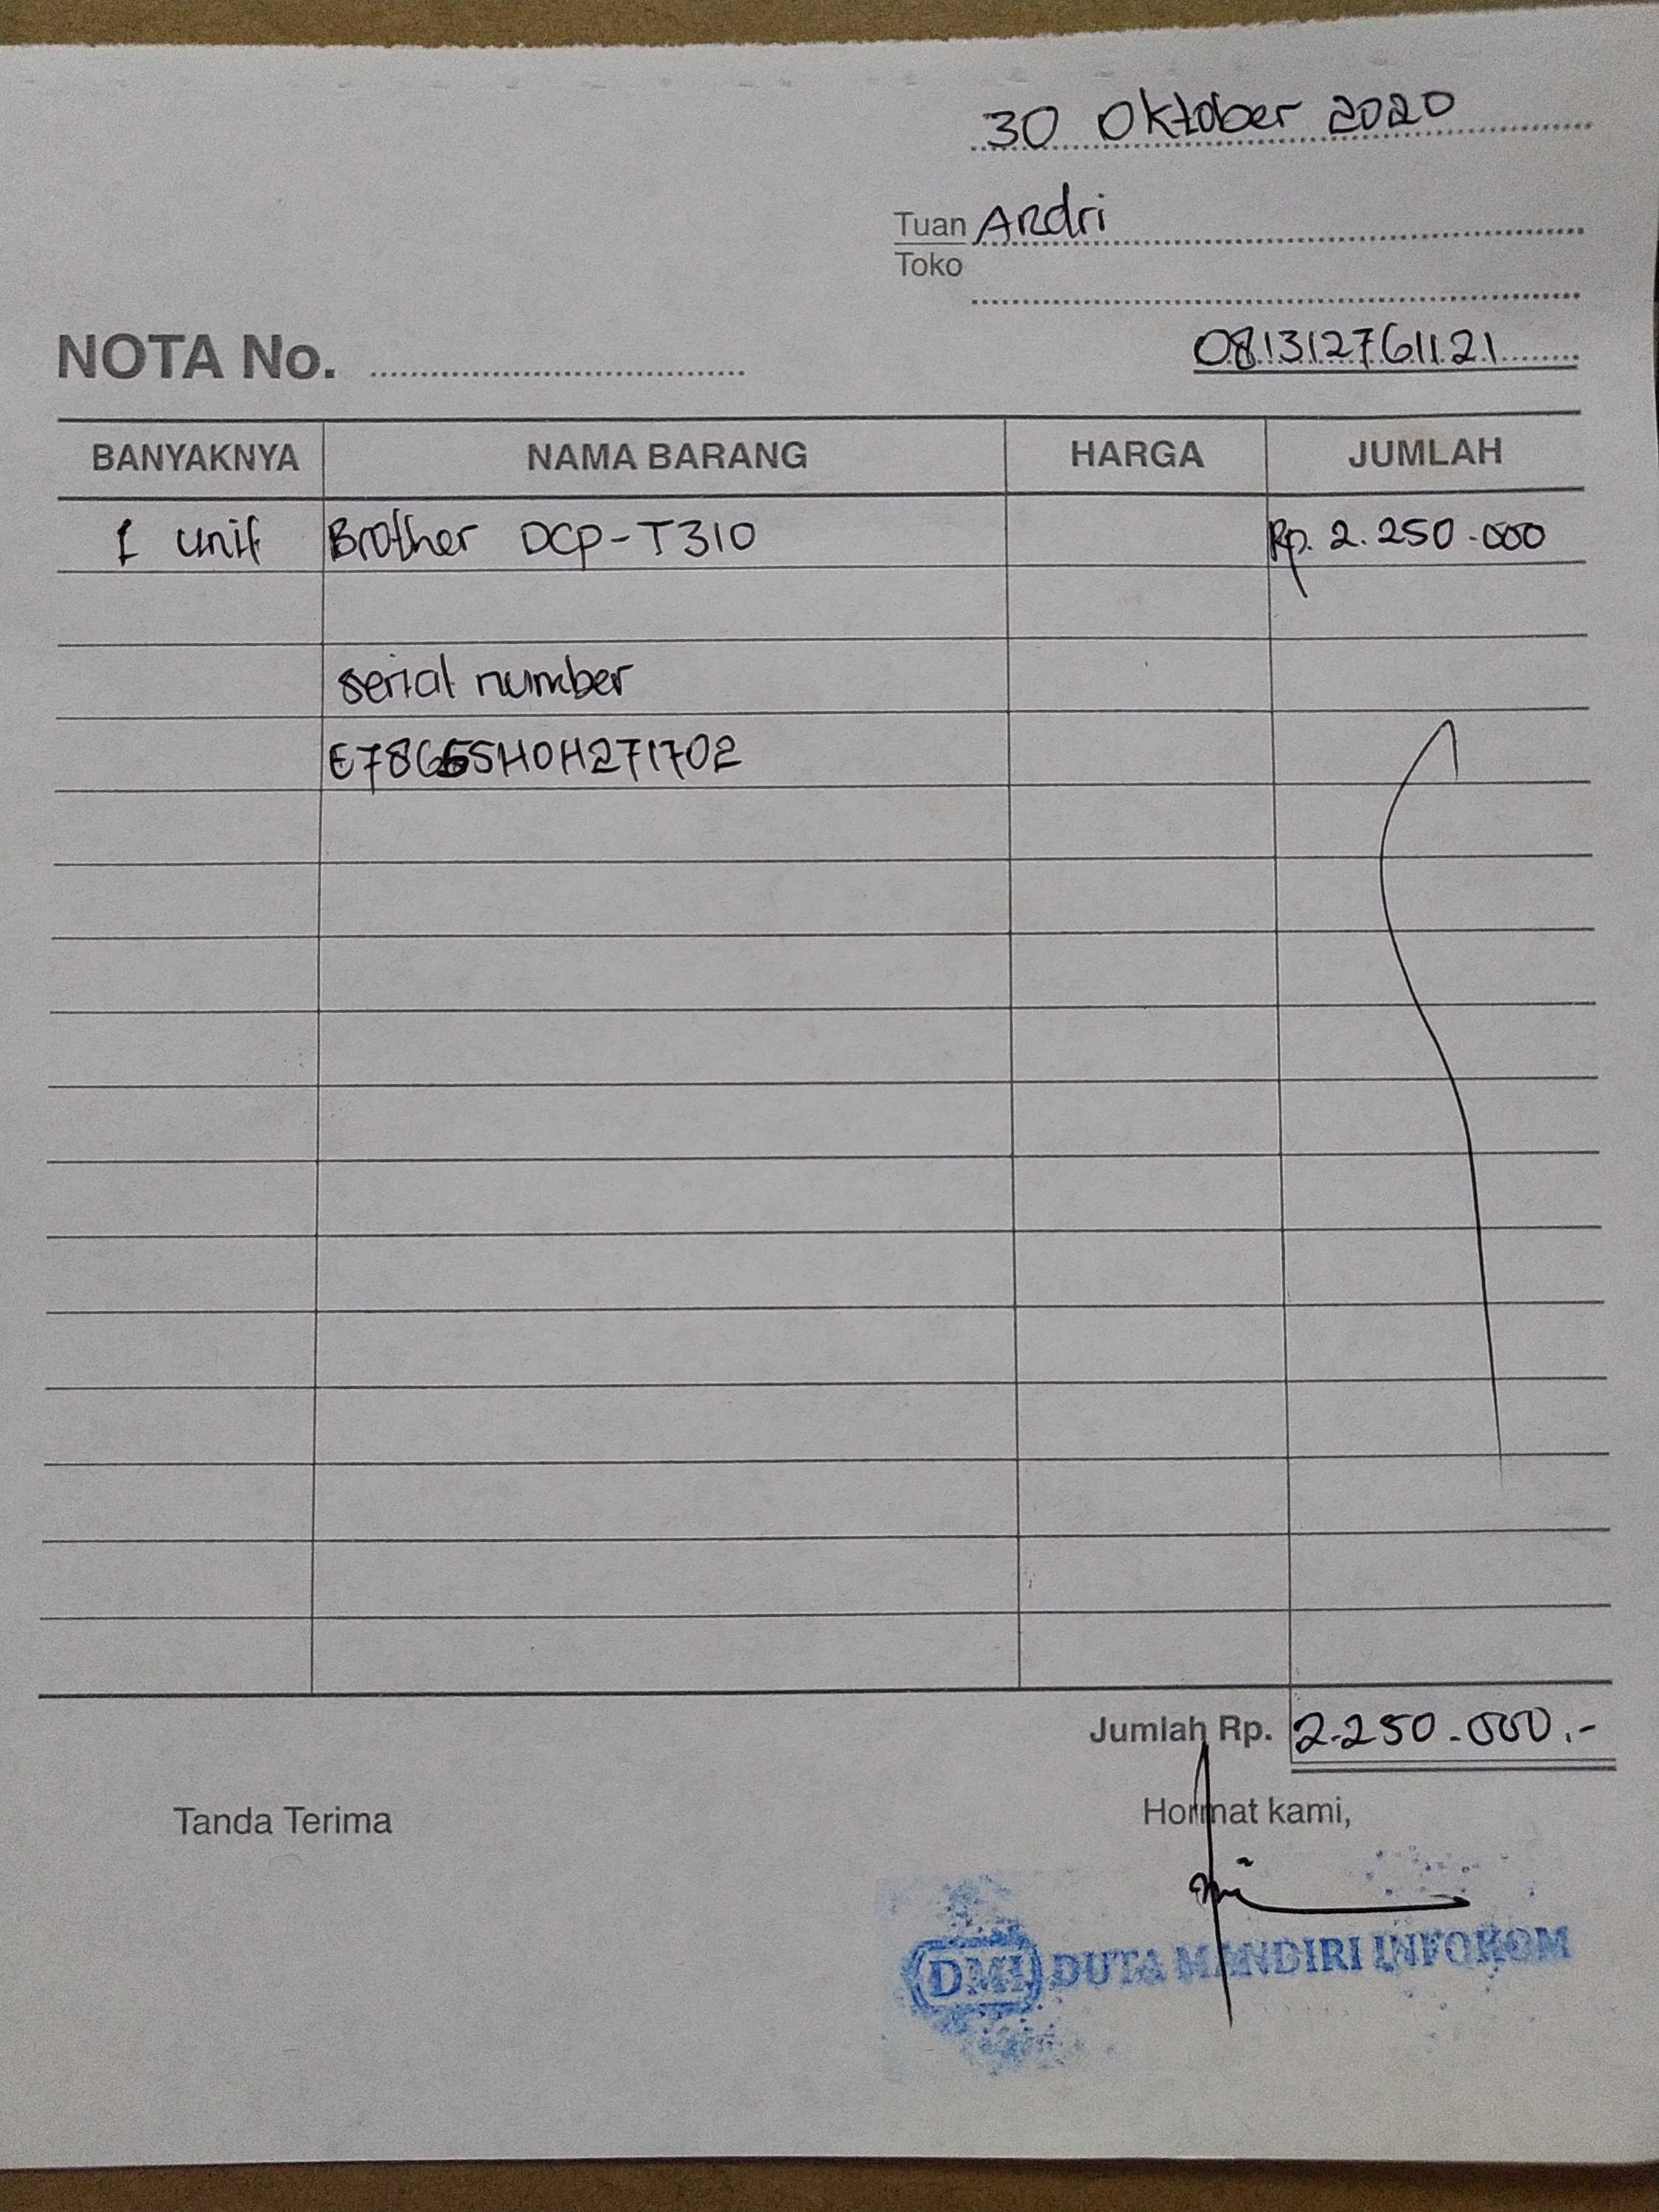 30 Oktober 2020
Tuan Andri
Toko
NOTA No.
081312761121
BANYAKNYA NAMA BARANG HARGA JUMLAH
1 unit Brother DCP-T310 Rp. 2.250.000
serial number
Jumlah Rp. 2.250.000.-
Tanda Terima Hormat kami,
DMI DUTA MANDIRI INFOKOM